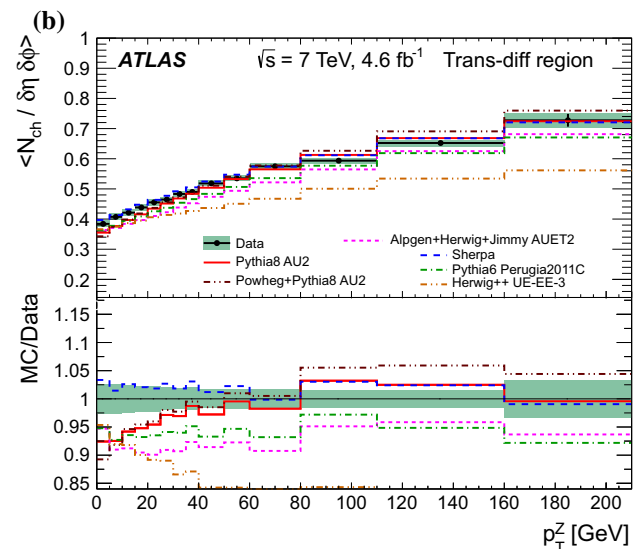 (b)
<N_ch / δη δφ>
ATLAS √s = 7 TeV, 4.6 fb⁻¹ Trans-diff region
1
0.9
0.8
0.7
0.6
0.5
0.4
0.3
0.2
0.1
Data
Pythia8 AU2
Powheg+Pythia8 AU2
Alpgen+Herwig+Jimmy AUET2
Sherpa
Pythia6 Perugia2011C
Herwig++ UE-EE-3
MC/Data
1.15
1.1
1.05
1
0.95
0.9
0.85
0 20 40 60 80 100 120 140 160 180 200
p_T^Z [GeV]